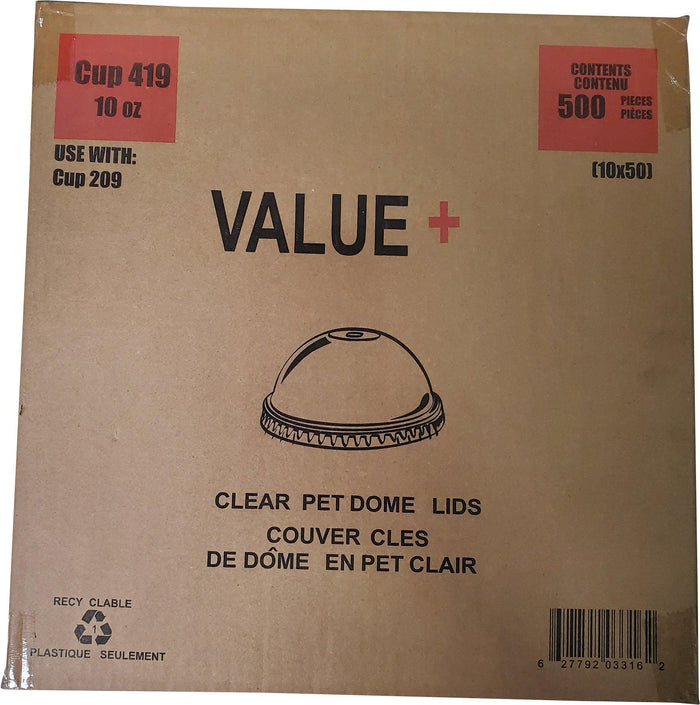 Cup 419
10 oz
USE WITH:
Cup 209
CONTENTS
CONTENU
500 PIECES
PIÈCES
(10x50)
VALUE +
CLEAR PET DOME LIDS
COUVER CLES
DE DÔME EN PET CLAIR
RECY CLABLE
1
PLASTIQUE SEULEMENT
6 27792 03316 2